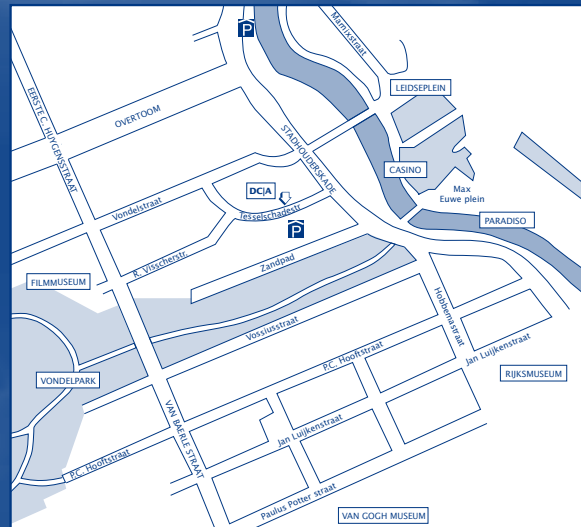 P
Marnixstraat
LEIDSEPLEIN
EERSTE C. HUYGENSSTRAAT
OVERTOOM
STADHOUDERSKADE
CASINO
DC|A
Max
Euwe plein
Vondelstraat
Tesselschadestr.
PARADISO
P
R. Visscherstr.
Zandpad
FILMMUSEUM
Hobbemastraat
Vossiusstraat
P.C. Hooftstraat
Jan Luijkenstraat
RIJKSMUSEUM
VONDELPARK
VAN BAERLE STRAAT
Jan Luijkenstraat
P.C. Hooftstraat
Paulus Potter straat
VAN GOGH MUSEUM